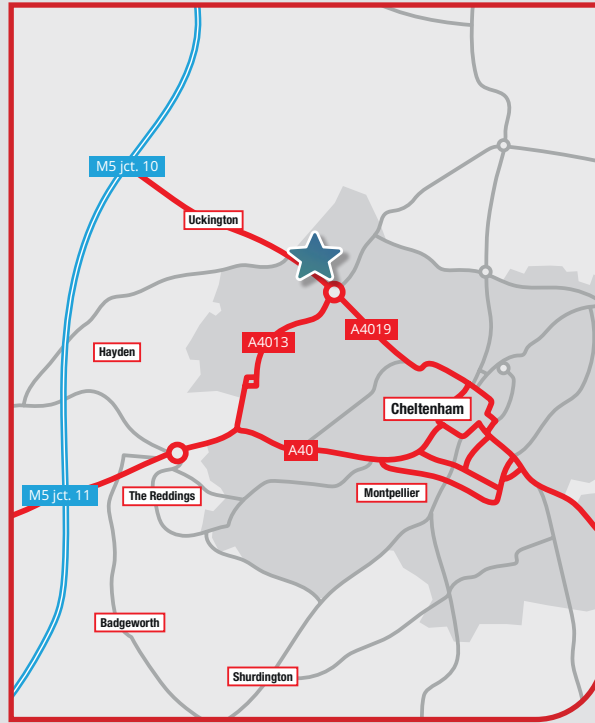 M5 jct. 10
Uckington
A4019
A4013
Hayden
Cheltenham
A40
M5 jct. 11
The Reddings
Montpellier
Badgeworth
Shurdington